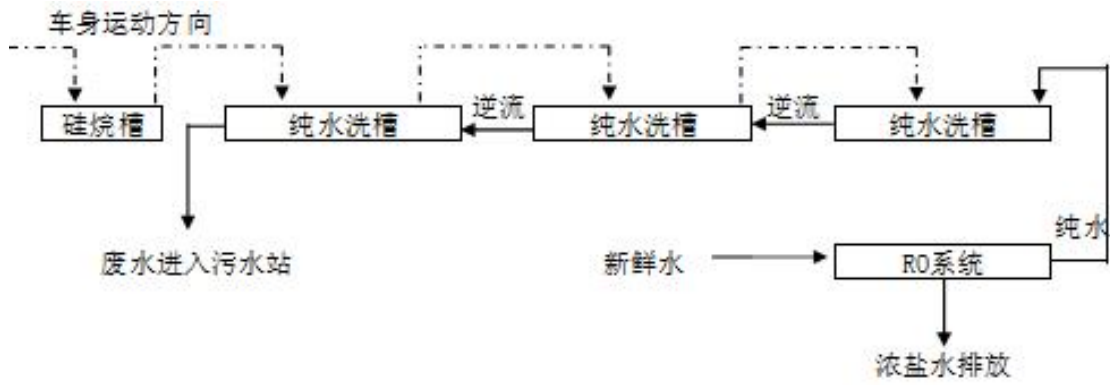 车身运动方向
硅烷槽
纯水洗槽
逆流
纯水洗槽
逆流
纯水洗槽
纯水
废水进入污水站
新鲜水
RO系统
浓盐水排放